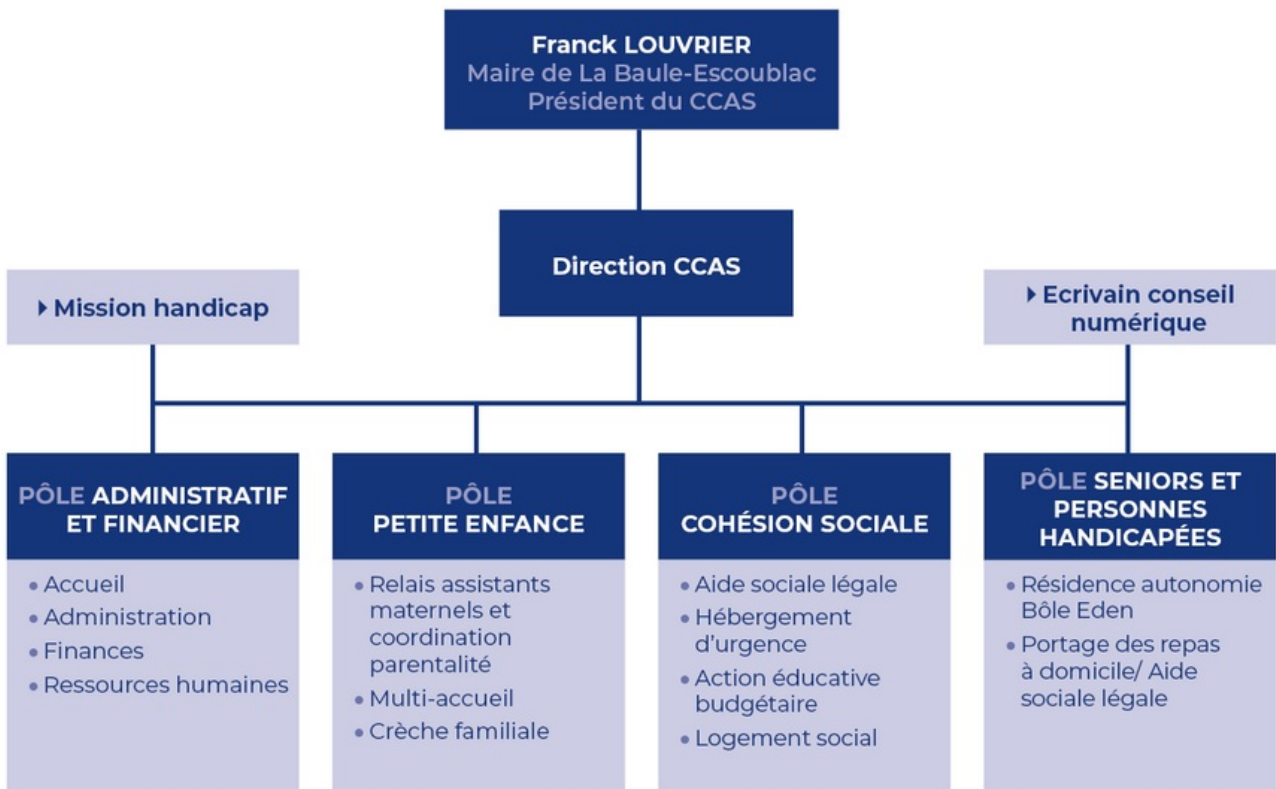 Franck LOUVRIER
Maire de La Baule-Escoublac
Président du CCAS
Direction CCAS
Mission handicap
Ecrivain conseil
numérique
PÔLE ADMINISTRATIF
ET FINANCIER
• Accueil
• Administration
• Finances
• Ressources humaines
PÔLE
PETITE ENFANCE
• Relais assistants
maternels et
coordination
parentalité
• Multi-accueil
• Crèche familiale
PÔLE
COHÉSION SOCIALE
• Aide sociale légale
• Hébergement
d'urgence
• Action éducative
budgétaire
• Logement social
PÔLE SENIORS ET
PERSONNES
HANDICAPÉES
• Résidence autonomie
Bôle Eden
• Portage des repas
à domicile/ Aide
sociale légale